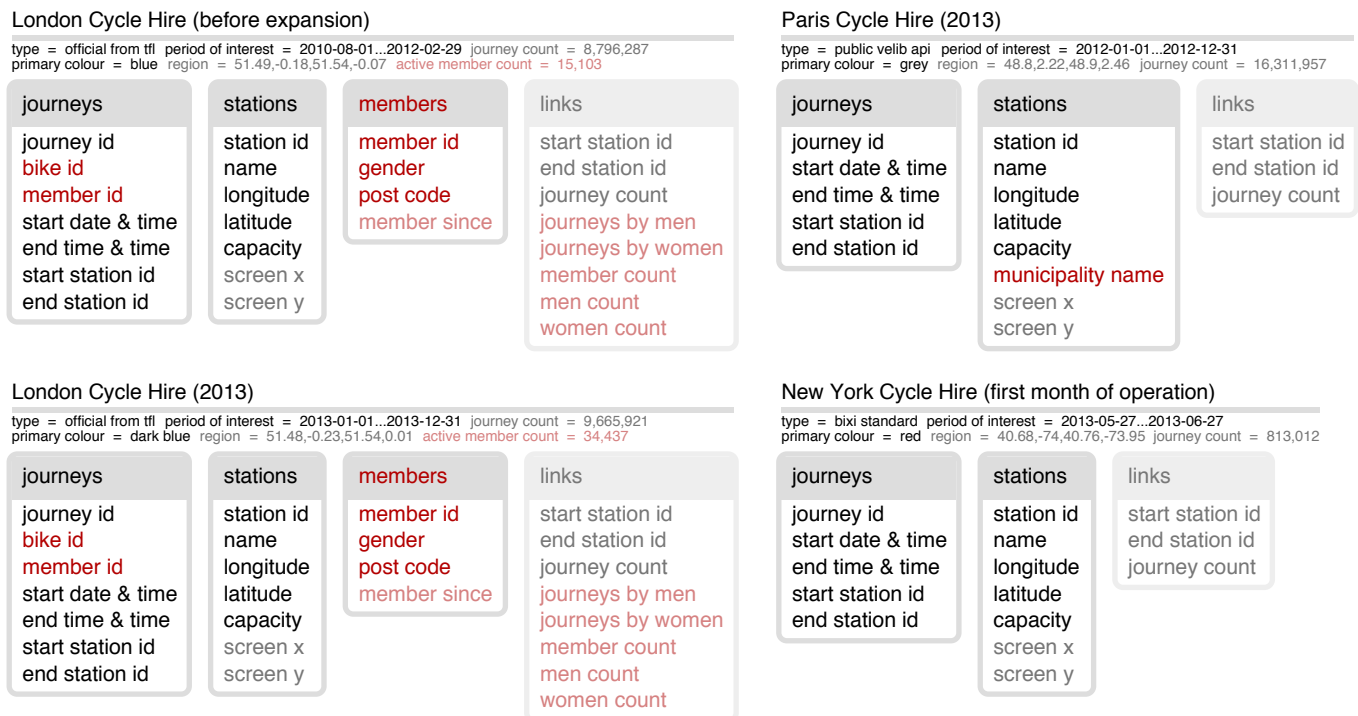 London Cycle Hire (before expansion)
type = official from tfl period of interest = 2010-08-01...2012-02-29 journey count = 8,796,287
primary colour = blue region = 51.49,-0.18,51.54,-0.07 active member count = 15,103
journeys
journey id
bike id
member id
start date & time
end time & time
start station id
end station id
stations
station id
name
longitude
latitude
capacity
screen x
screen y
members
member id
gender
post code
member since
links
start station id
end station id
journey count
journeys by men
journeys by women
member count
men count
women count
Paris Cycle Hire (2013)
type = public velib api period of interest = 2012-01-01...2012-12-31
primary colour = grey region = 48.8,2.22,48.9,2.46 journey count = 16,311,957
journeys
journey id
start date & time
end time & time
start station id
end station id
stations
station id
name
longitude
latitude
capacity
municipality name
screen x
screen y
links
start station id
end station id
journey count
London Cycle Hire (2013)
type = official from tfl period of interest = 2013-01-01...2013-12-31 journey count = 9,665,921
primary colour = dark blue region = 51.48,-0.23,51.54,0.01 active member count = 34,437
journeys
journey id
bike id
member id
start date & time
end time & time
start station id
end station id
stations
station id
name
longitude
latitude
capacity
screen x
screen y
members
member id
gender
post code
member since
links
start station id
end station id
journey count
journeys by men
journeys by women
member count
men count
women count
New York Cycle Hire (first month of operation)
type = bixi standard period of interest = 2013-05-27...2013-06-27
primary colour = red region = 40.68,-74,40.76,-73.95 journey count = 813,012
journeys
journey id
start date & time
end time & time
start station id
end station id
stations
station id
name
longitude
latitude
capacity
screen x
screen y
links
start station id
end station id
journey count